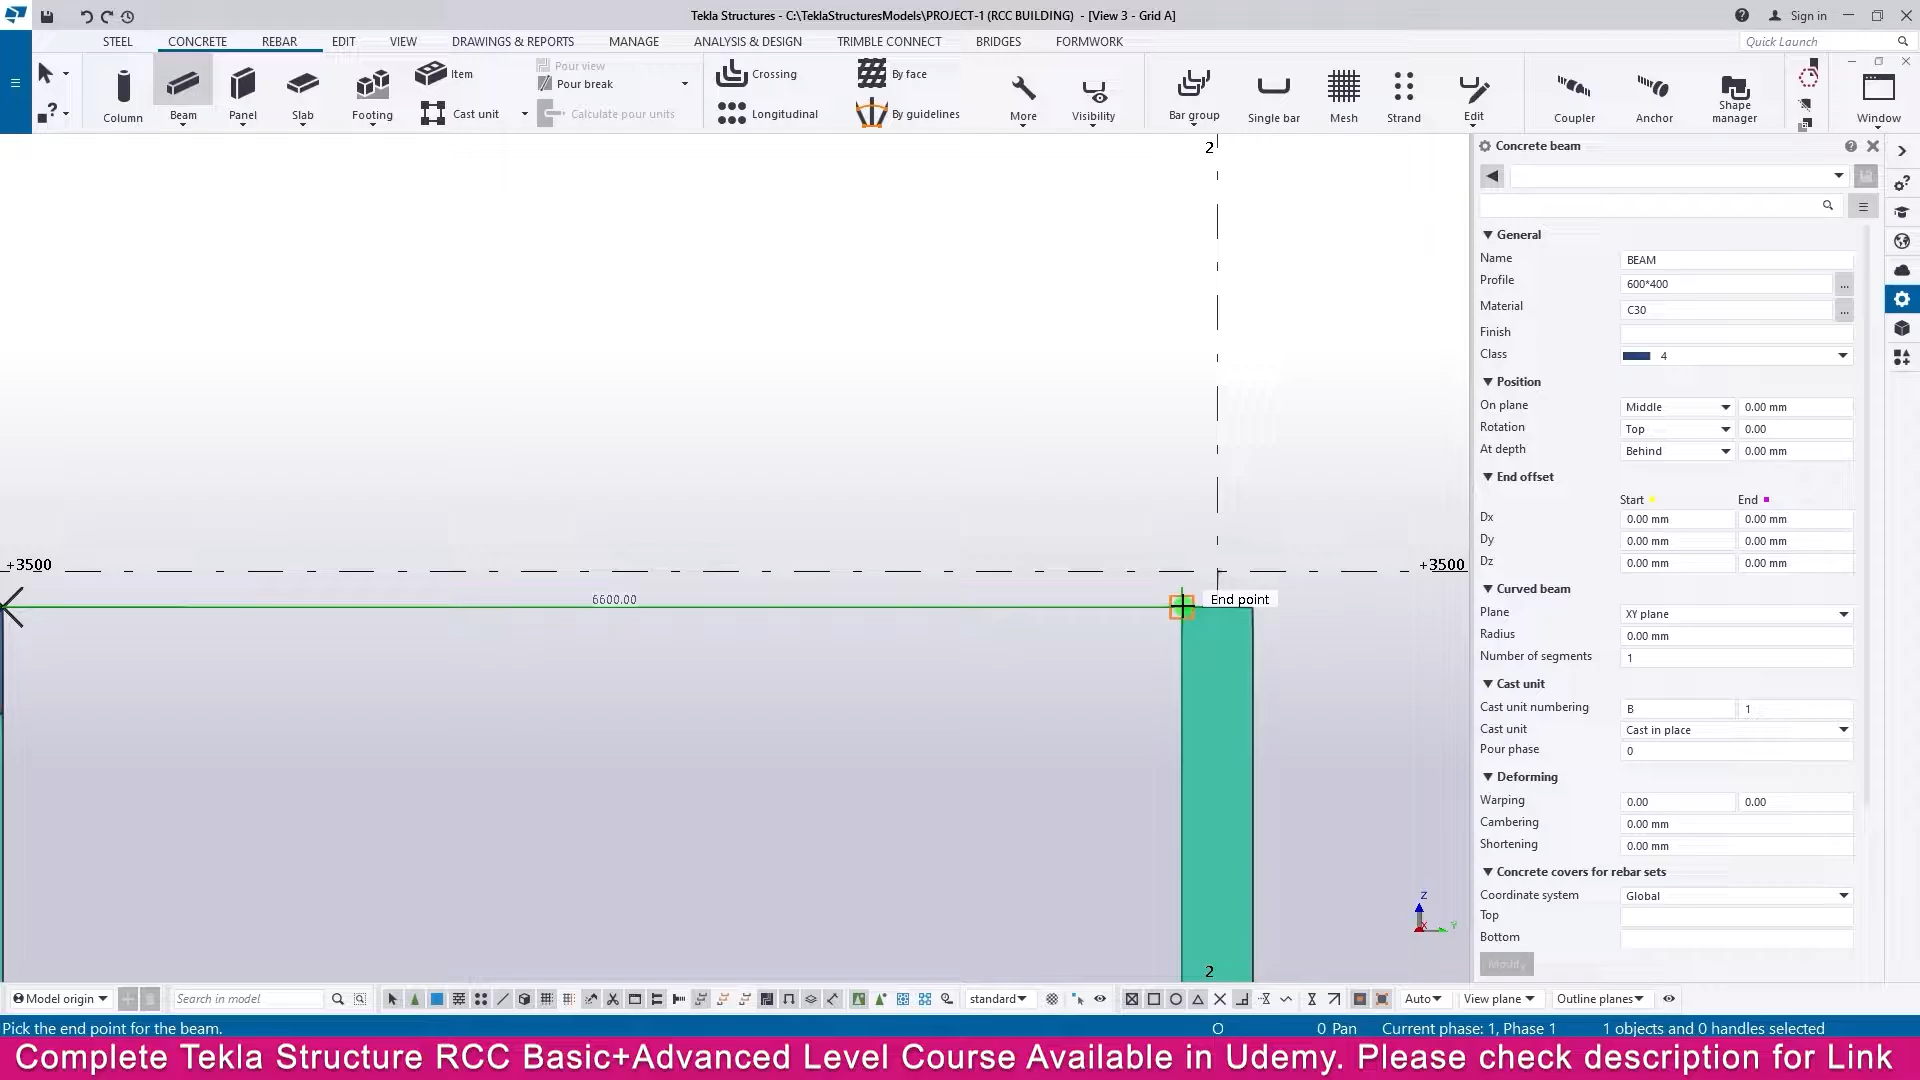 Tekla Structures - C:\TeklaStructuresModels\PROJECT-1 (RCC BUILDING) - [View 3 - Grid A]
Sign in
STEEL CONCRETE REBAR EDIT VIEW DRAWINGS & REPORTS MANAGE ANALYSIS & DESIGN TRIMBLE CONNECT BRIDGES FORMWORK
Quick Launch
Column Beam Panel Slab Footing
Item
Cast unit
Pour view
Pour break
Calculate pour units
Crossing
Longitudinal
By face
By guidelines
More Visibility
Bar group Single bar Mesh Strand Edit
Coupler Anchor Shape manager
Window
2
+3500
+3500
6600.00
End point
2
Z
Y
Concrete beam
General
Name BEAM
Profile 600*400 ...
Material C30 ...
Finish
Class 4
Position
On plane Middle 0.00 mm
Rotation Top 0.00
At depth Behind 0.00 mm
End offset
Start End
Dx 0.00 mm 0.00 mm
Dy 0.00 mm 0.00 mm
Dz 0.00 mm 0.00 mm
Curved beam
Plane XY plane
Radius 0.00 mm
Number of segments 1
Cast unit
Cast unit numbering B 1
Cast unit Cast in place
Pour phase 0
Deforming
Warping 0.00 0.00
Cambering 0.00 mm
Shortening 0.00 mm
Concrete covers for rebar sets
Coordinate system Global
Top
Bottom
Modify
Model origin Search in model standard Auto View plane Outline planes
Pick the end point for the beam. O 0 Pan Current phase: 1, Phase 1 1 objects and 0 handles selected
Complete Tekla Structure RCC Basic+Advanced Level Course Available in Udemy. Please check description for Link